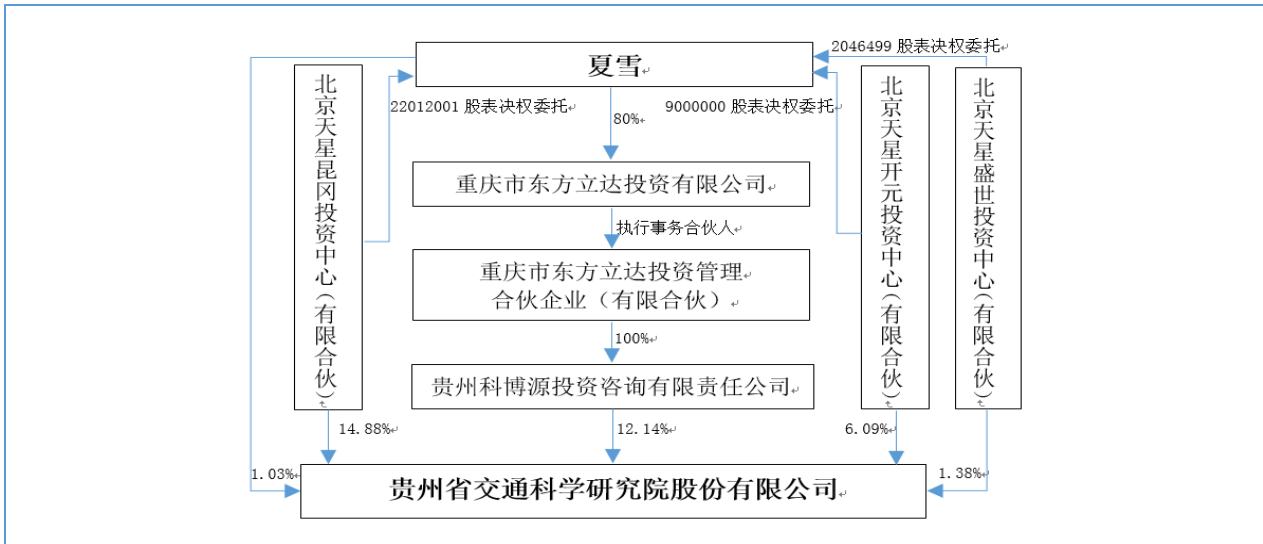 2046499 股表决权委托
夏雪
22012001 股表决权委托
9000000 股表决权委托
80%
北京天星昆冈投资中心（有限合伙）
重庆市东方立达投资有限公司
执行事务合伙人
重庆市东方立达投资管理
合伙企业（有限合伙）
100%
贵州科博源投资咨询有限责任公司
北京天星开元投资中心（有限合伙）
北京天星盛世投资中心（有限合伙）
14.88%
12.14%
6.09%
1.03%
1.38%
贵州省交通科学研究院股份有限公司